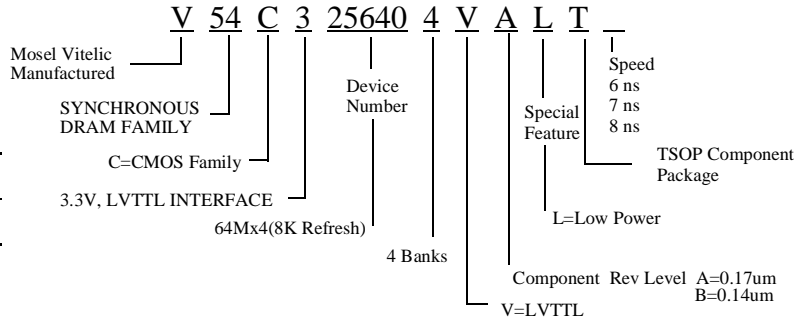 V 54 C 3 25640 4 V A L T
Mosel Vitelic
Manufactured
SYNCHRONOUS
DRAM FAMILY
C=CMOS Family
3.3V, LVTTL INTERFACE
Device
Number
64Mx4(8K Refresh)
4 Banks
Special
Feature
Speed
6 ns
7 ns
8 ns
TSOP Component
Package
L=Low Power
Component Rev Level A=0.17um
B=0.14um
V=LVTTL